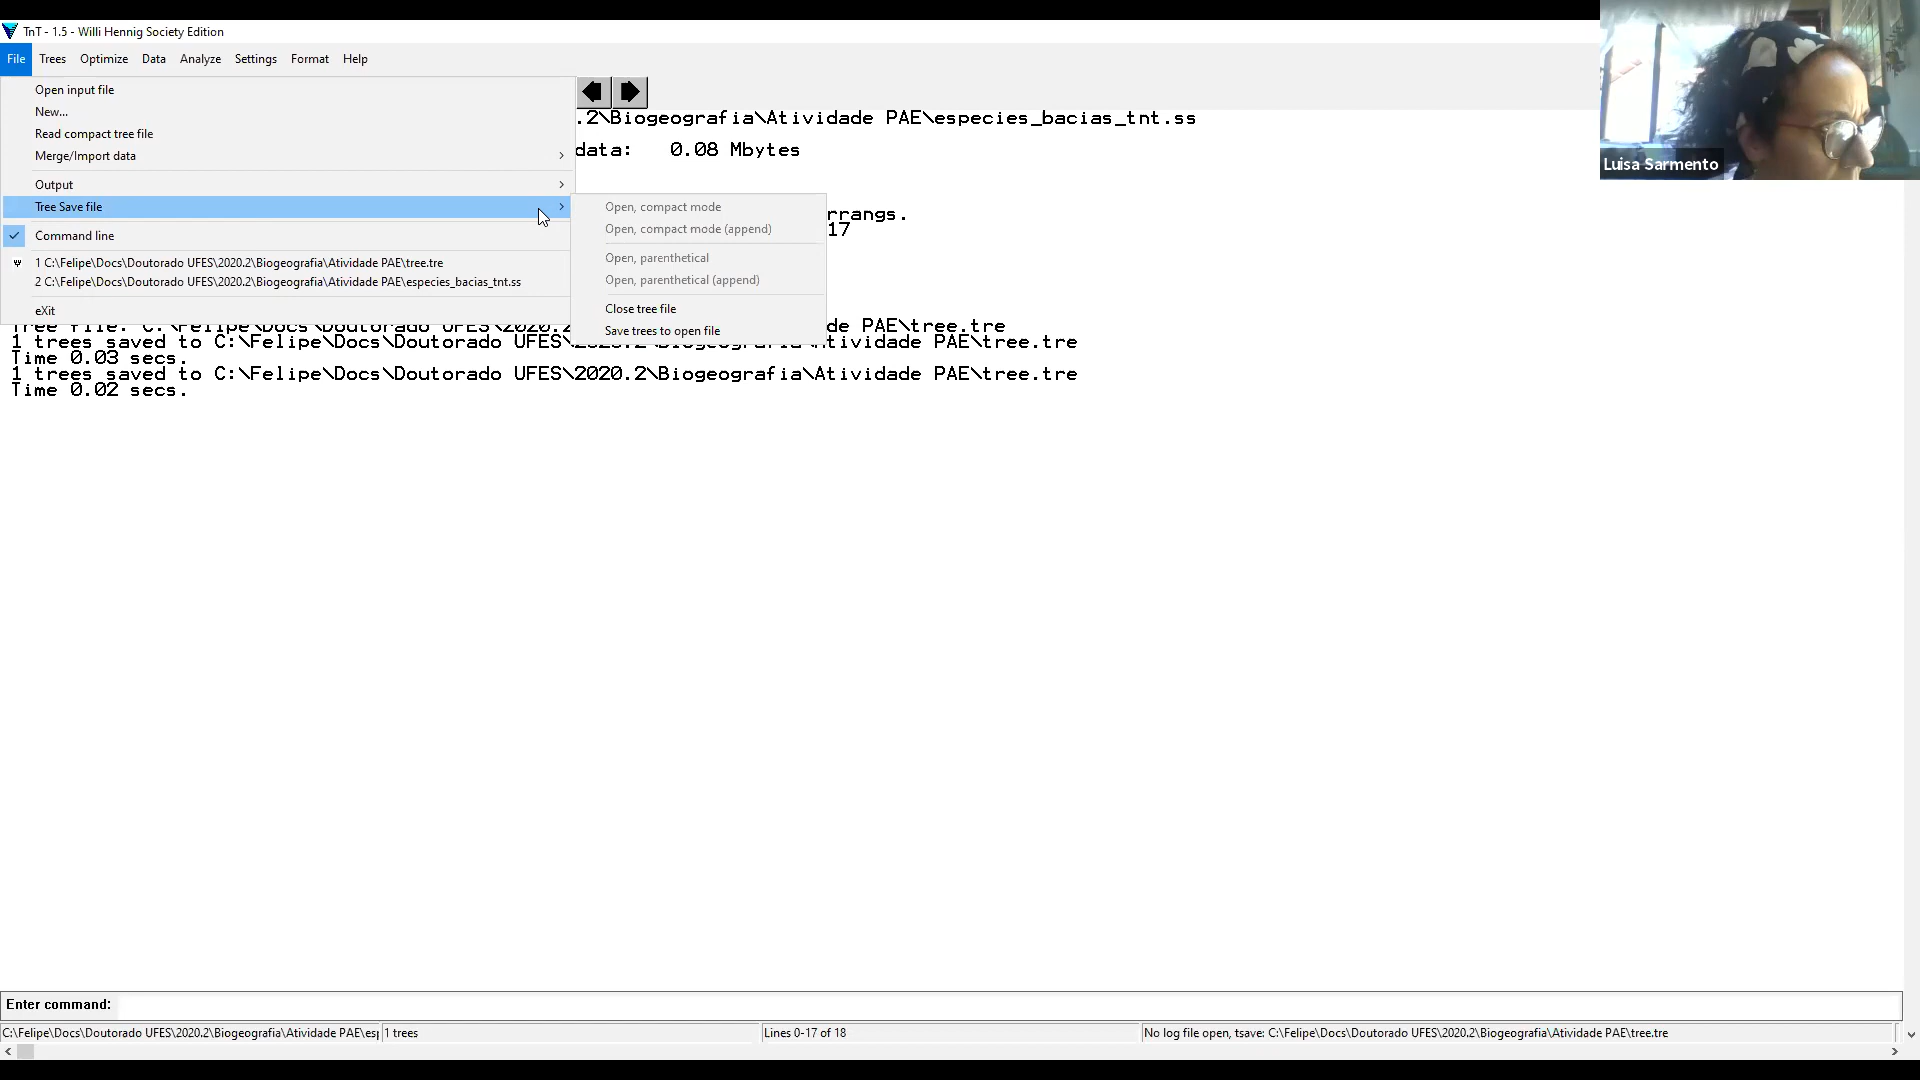 TnT - 1.5 - Willi Hennig Society Edition
File Trees Optimize Data Analyze Settings Format Help
Open input file
New...
Read compact tree file
Merge/Import data
Output
Tree Save file
Command line
1 C:\Felipe\Docs\Doutorado UFES\2020.2\Biogeografia\Atividade PAE\tree.tre
2 C:\Felipe\Docs\Doutorado UFES\2020.2\Biogeografia\Atividade PAE\especies_bacias_tnt.ss
eXit
Open, compact mode
Open, compact mode (append)
Open, parenthetical
Open, parenthetical (append)
Close tree file
Save trees to open file
.2\Biogeografia\Atividade PAE\especies_bacias_tnt.ss
data: 0.08 Mbytes
rrangs.
17
de PAE\tree.tre
1 trees saved to C:\Felipe\Docs\Doutorado UFES\2020.2\Biogeografia\Atividade PAE\tree.tre
Time 0.03 secs.
1 trees saved to C:\Felipe\Docs\Doutorado UFES\2020.2\Biogeografia\Atividade PAE\tree.tre
Time 0.02 secs.
Luisa Sarmento
Enter command:
C:\Felipe\Docs\Doutorado UFES\2020.2\Biogeografia\Atividade PAE\esp 1 trees Lines 0-17 of 18 No log file open, tsave: C:\Felipe\Docs\Doutorado UFES\2020.2\Biogeografia\Atividade PAE\tree.tre